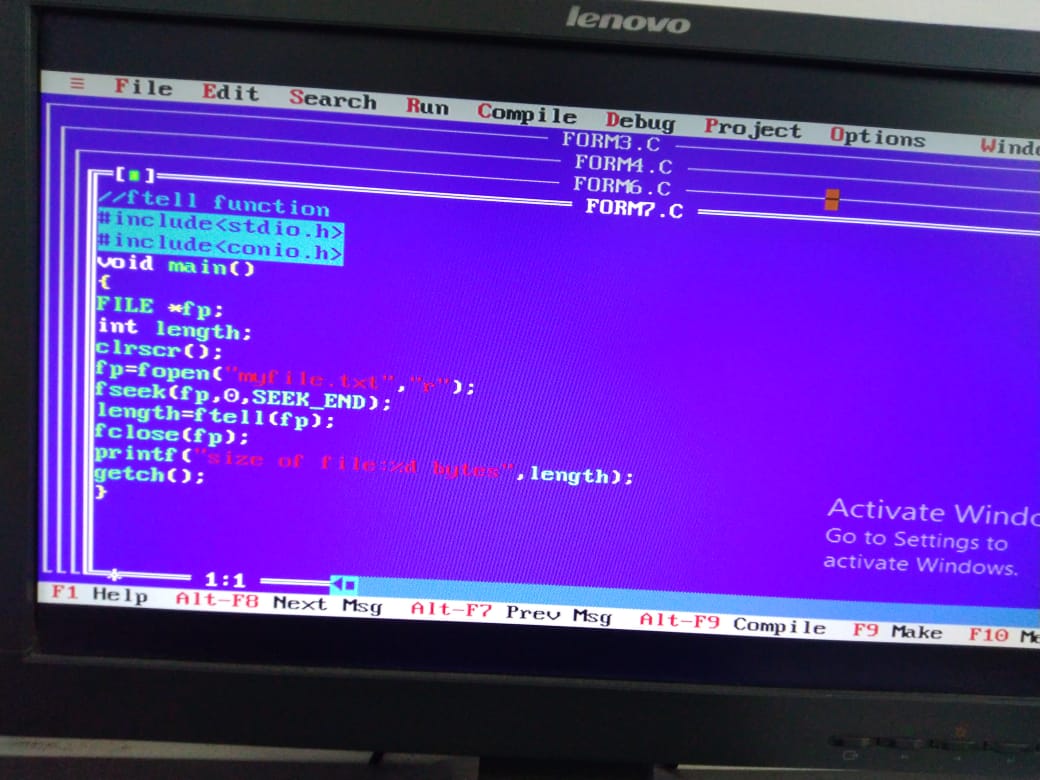 lenovo
≡ File Edit Search Run Compile Debug Project Options
FORM3.C
FORM4.C
FORM6.C
FORM7.C
//ftell function
#include<stdio.h>
#include<conio.h>
void main()
{
FILE *fp;
int length;
clrscr();
fp=fopen("myfile.txt","r");
fseek(fp,0,SEEK_END);
length=ftell(fp);
fclose(fp);
printf("size of file:%d bytes",length);
getch();
}
Activate Windo
Go to Settings to
activate Windows.
1:1
F1 Help Alt-F8 Next Msg Alt-F7 Prev Msg Alt-F9 Compile F9 Make F10